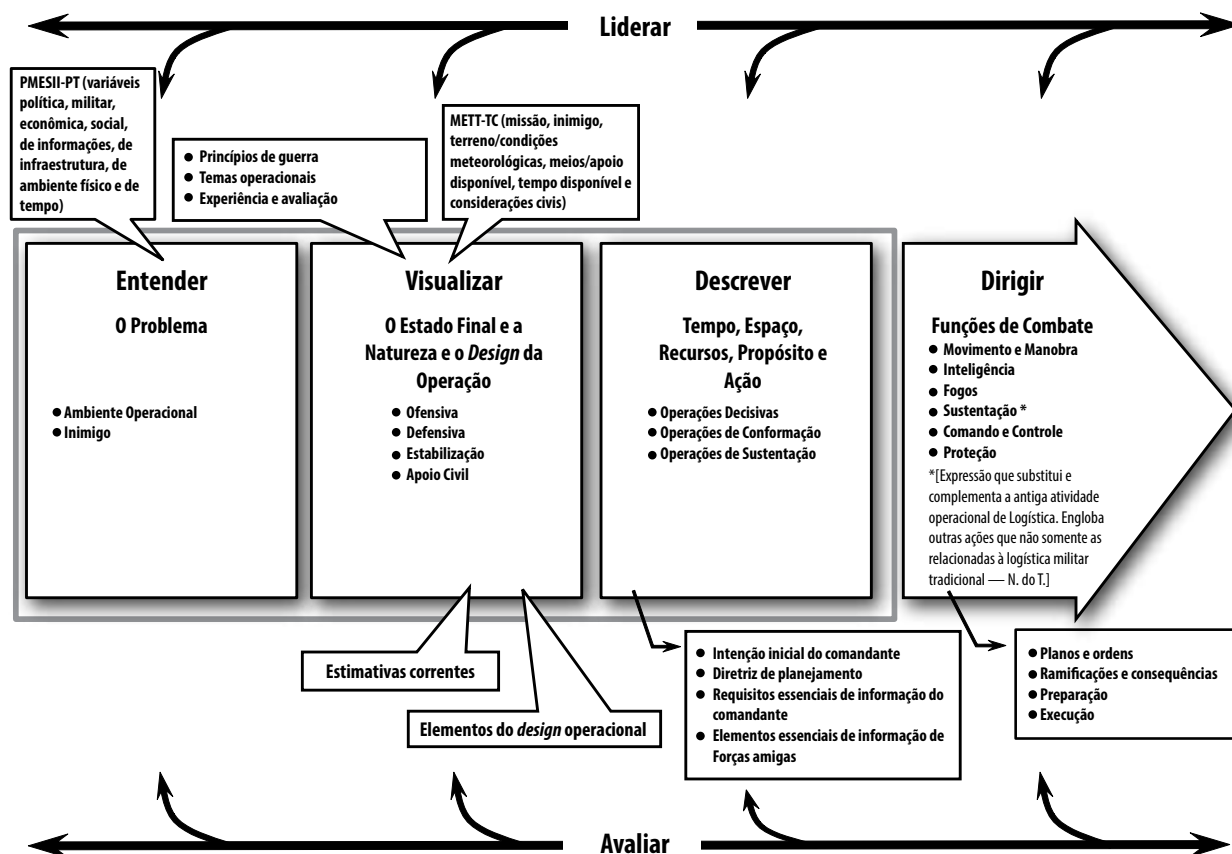 Liderar
PMESII-PT (variáveis
política, militar,
econômica, social,
de informações, de
infraestrutura, de
ambiente físico e de
tempo)
● Princípios de guerra
● Temas operacionais
● Experiência e avaliação
METT-TC (missão, inimigo,
terreno/condições
meteorológicas, meios/apoio
disponível, tempo disponível e
considerações civis)
Entender
O Problema
● Ambiente Operacional
● Inimigo
Visualizar
O Estado Final e a
Natureza e o Design da
Operação
● Ofensiva
● Defensiva
● Estabilização
● Apoio Civil
Descrever
Tempo, Espaço,
Recursos, Propósito e
Ação
● Operações Decisivas
● Operações de Conformação
● Operações de Sustentação
Dirigir
Funções de Combate
● Movimento e Manobra
● Inteligência
● Fogos
● Sustentação *
● Comando e Controle
● Proteção
*[Expressão que substitui e
complementa a antiga atividade
operacional de Logística. Engloba
outras ações que não somente as
relacionadas à logística militar
tradicional — N. do T.]
Estimativas correntes
Elementos do design operacional
● Intenção inicial do comandante
● Diretriz de planejamento
● Requisitos essenciais de informação do
comandante
● Elementos essenciais de informação de
Forças amigas
● Planos e ordens
● Ramificações e consequências
● Preparação
● Execução
Avaliar